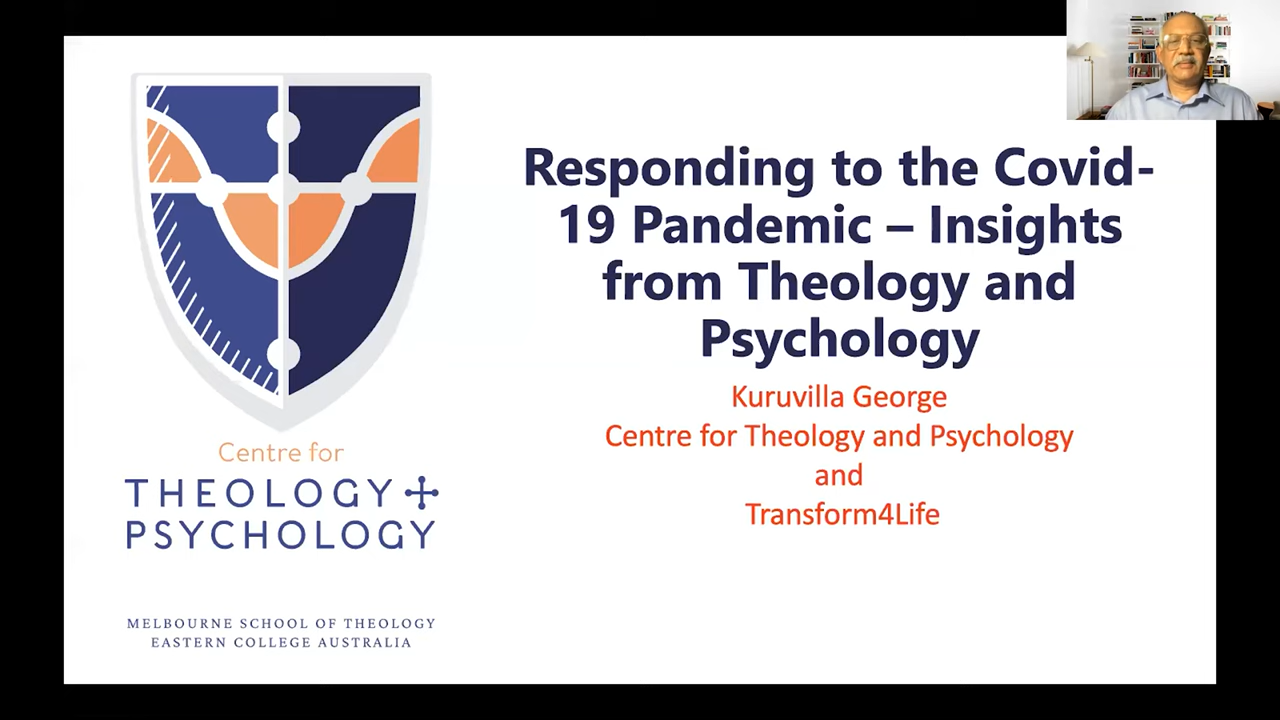 Responding to the Covid-
19 Pandemic – Insights
from Theology and
Psychology
Kuruvilla George
Centre for Theology and Psychology
and
Transform4Life
Centre for
THEOLOGY
PSYCHOLOGY
MELBOURNE SCHOOL OF THEOLOGY
EASTERN COLLEGE AUSTRALIA